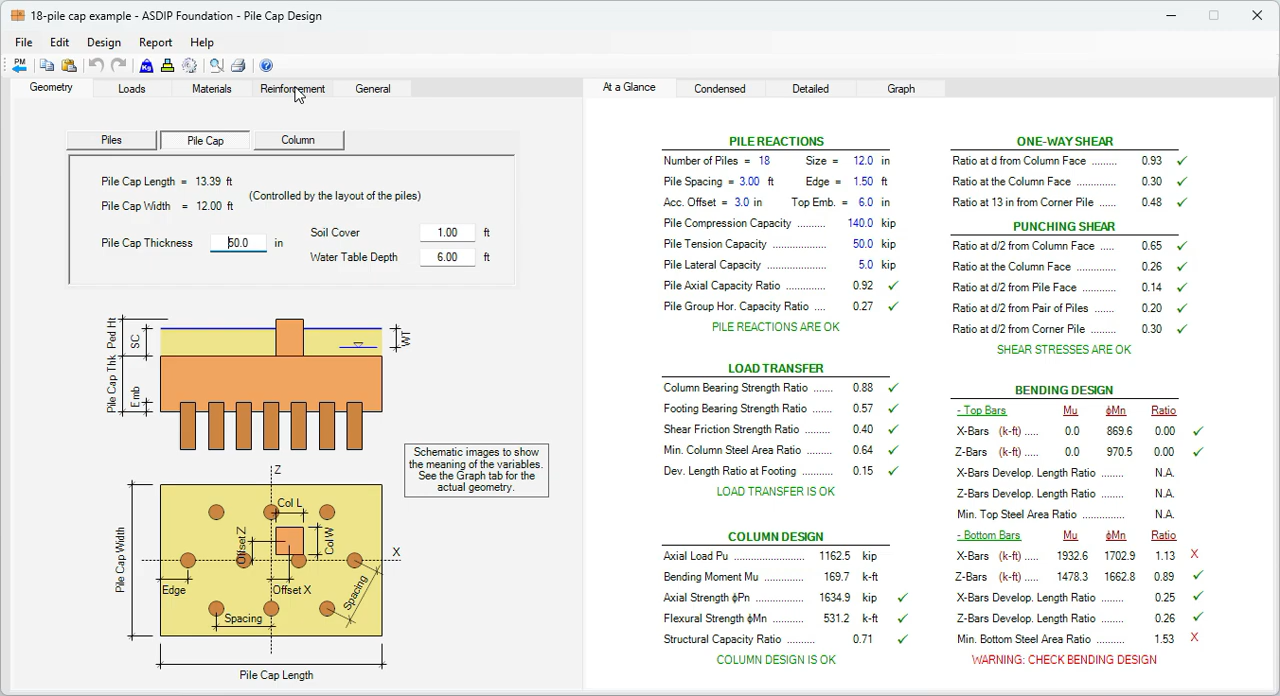 18-pile cap example - ASDIP Foundation - Pile Cap Design
File Edit Design Report Help
PM
Kg
Geometry Loads Materials Reinforcement General
Piles Pile Cap Column
Pile Cap Length = 13.39 ft
(Controlled by the layout of the piles)
Pile Cap Width = 12.00 ft
Soil Cover 1.00 ft
Pile Cap Thickness 50.0 in
Water Table Depth 6.00 ft
Ped Ht
SC
WT
Pile Cap Thk
Emb
Schematic images to show
the meaning of the variables.
See the Graph tab for the
actual geometry.
Z
Col L
Offset Z
Col W
X
Pile Cap Width
Edge
Offset X
Spacing
Spacing
Pile Cap Length
At a Glance Condensed Detailed Graph
PILE REACTIONS
Number of Piles = 18 Size = 12.0 in
Pile Spacing = 3.00 ft Edge = 1.50 ft
Acc. Offset = 3.0 in Top Emb. = 6.0 in
Pile Compression Capacity ......... 140.0 kip
Pile Tension Capacity .................. 50.0 kip
Pile Lateral Capacity .................... 5.0 kip
Pile Axial Capacity Ratio ............. 0.92 ✓
Pile Group Hor. Capacity Ratio .... 0.27 ✓
PILE REACTIONS ARE OK
LOAD TRANSFER
Column Bearing Strength Ratio ....... 0.88 ✓
Footing Bearing Strength Ratio ....... 0.57 ✓
Shear Friction Strength Ratio ......... 0.40 ✓
Min. Column Steel Area Ratio ........ 0.64 ✓
Dev. Length Ratio at Footing .......... 0.15 ✓
LOAD TRANSFER IS OK
COLUMN DESIGN
Axial Load Pu .......................... 1162.5 kip
Bending Moment Mu ............. 169.7 k-ft
Axial Strength ϕPn ................ 1634.9 kip ✓
Flexural Strength ϕMn ........... 531.2 k-ft ✓
Structural Capacity Ratio ......... 0.71 ✓
COLUMN DESIGN IS OK
ONE-WAY SHEAR
Ratio at d from Column Face ........ 0.93 ✓
Ratio at the Column Face ............. 0.30 ✓
Ratio at 13 in from Corner Pile ...... 0.48 ✓
PUNCHING SHEAR
Ratio at d/2 from Column Face .... 0.65 ✓
Ratio at the Column Face ............. 0.26 ✓
Ratio at d/2 from Pile Face .......... 0.14 ✓
Ratio at d/2 from Pair of Piles ....... 0.20 ✓
Ratio at d/2 from Corner Pile ........ 0.30 ✓
SHEAR STRESSES ARE OK
BENDING DESIGN
- Top Bars Mu ϕMn Ratio
X-Bars (k-ft) ..... 0.0 869.6 0.00 ✓
Z-Bars (k-ft) ..... 0.0 970.5 0.00 ✓
X-Bars Develop. Length Ratio ........ N.A.
Z-Bars Develop. Length Ratio ........ N.A.
Min. Top Steel Area Ratio ............... N.A.
- Bottom Bars Mu ϕMn Ratio
X-Bars (k-ft) ..... 1932.6 1702.9 1.13 X
Z-Bars (k-ft) ..... 1478.3 1662.8 0.89 ✓
X-Bars Develop. Length Ratio ........ 0.25 ✓
Z-Bars Develop. Length Ratio ........ 0.26 ✓
Min. Bottom Steel Area Ratio .......... 1.53 X
WARNING: CHECK BENDING DESIGN